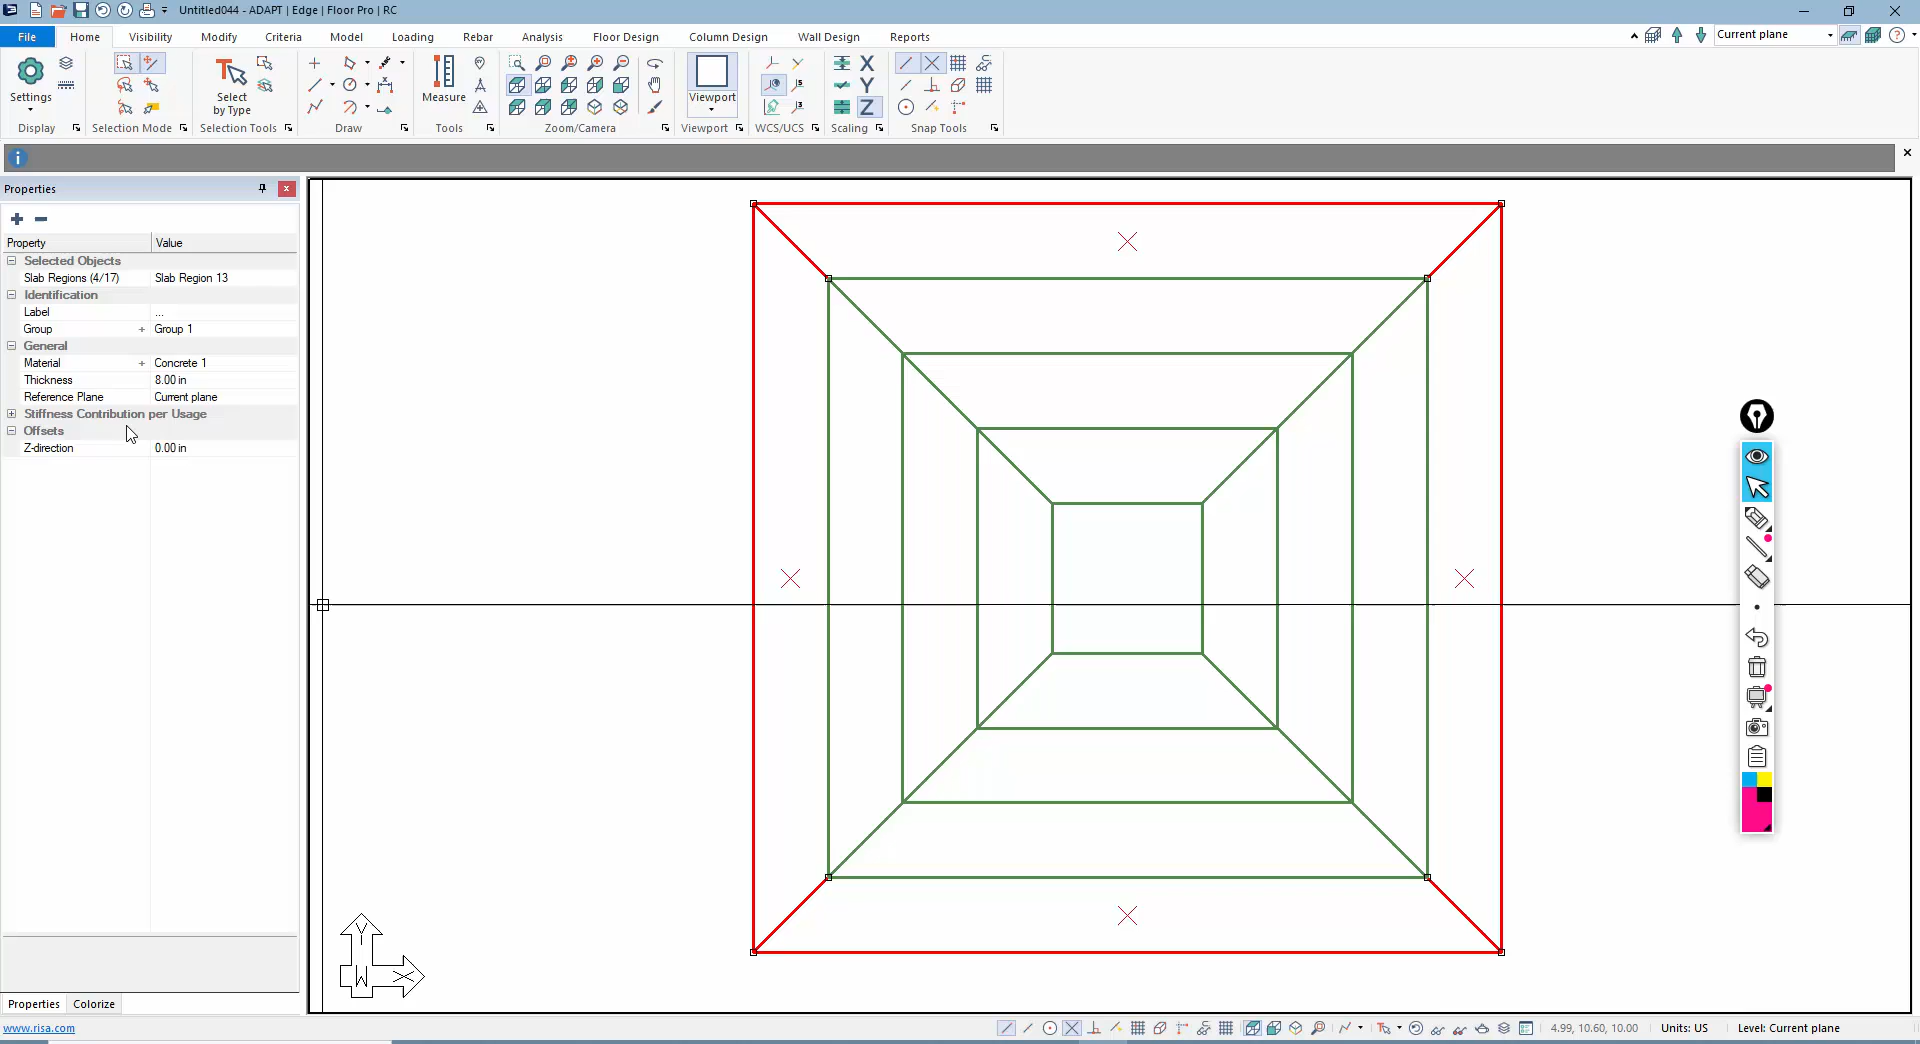 Untitled044 - ADAPT | Edge | Floor Pro | RC
File Home Visibility Modify Criteria Model Loading Rebar Analysis Floor Design Column Design Wall Design Reports
Current plane
Settings
Select
by Type
Measure
Viewport
X
Y
Z
Display Selection Mode Selection Tools Draw Tools Zoom/Camera Viewport WCS/UCS Scaling Snap Tools
Properties
Property Value
Selected Objects
Slab Regions (4/17) Slab Region 13
Identification
Label ...
Group + Group 1
General
Material + Concrete 1
Thickness 8.00 in
Reference Plane Current plane
Stiffness Contribution per Usage
Offsets
Z-direction 0.00 in
Y
W X
Properties Colorize
www.risa.com
4.99, 10.60, 10.00 Units: US Level: Current plane